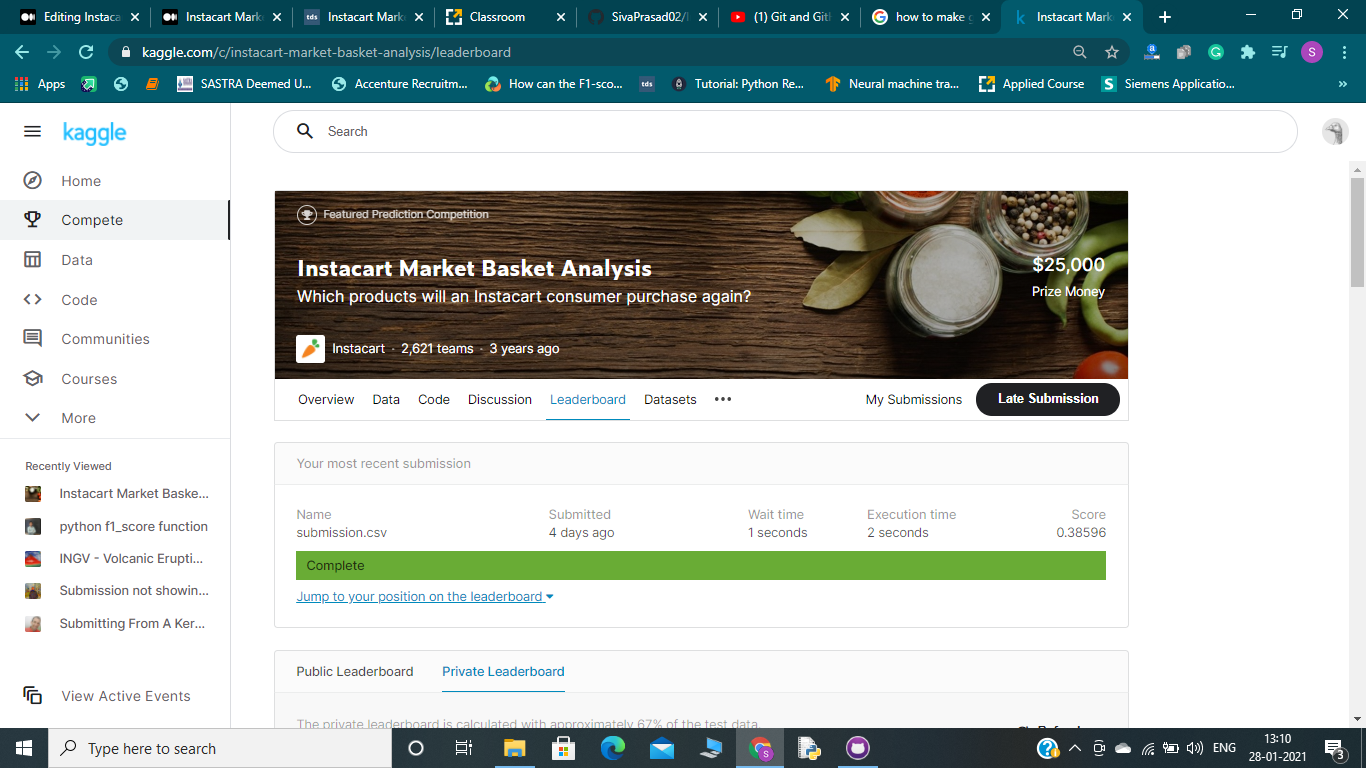 Editing Instaca
Instacart Mark
tds Instacart Mark
Classroom
SivaPrasad02/I
(1) Git and Git
how to make g
Instacart Mark
kaggle.com/c/instacart-market-basket-analysis/leaderboard
S
Apps
SASTRA Deemed U...
Accenture Recruitm...
How can the F1-sco...
tds
Tutorial: Python Re...
Neural machine tra...
Applied Course
S Siemens Applicatio...
»
kaggle
Search
Home
Compete
Data
Code
Communities
Courses
More
Recently Viewed
Instacart Market Baske...
python f1_score function
INGV - Volcanic Erupti...
Submission not showin...
Submitting From A Ker...
View Active Events
Featured Prediction Competition
Instacart Market Basket Analysis
Which products will an Instacart consumer purchase again?
$25,000
Prize Money
Instacart · 2,621 teams · 3 years ago
Overview Data Code Discussion Leaderboard Datasets ••• My Submissions Late Submission
Your most recent submission
Name Submitted Wait time Execution time Score
submission.csv 4 days ago 1 seconds 2 seconds 0.38596
Complete
Jump to your position on the leaderboard
Public Leaderboard Private Leaderboard
The private leaderboard is calculated with approximately 67% of the test data.
Type here to search
S
ENG
13:10
28-01-2021
3